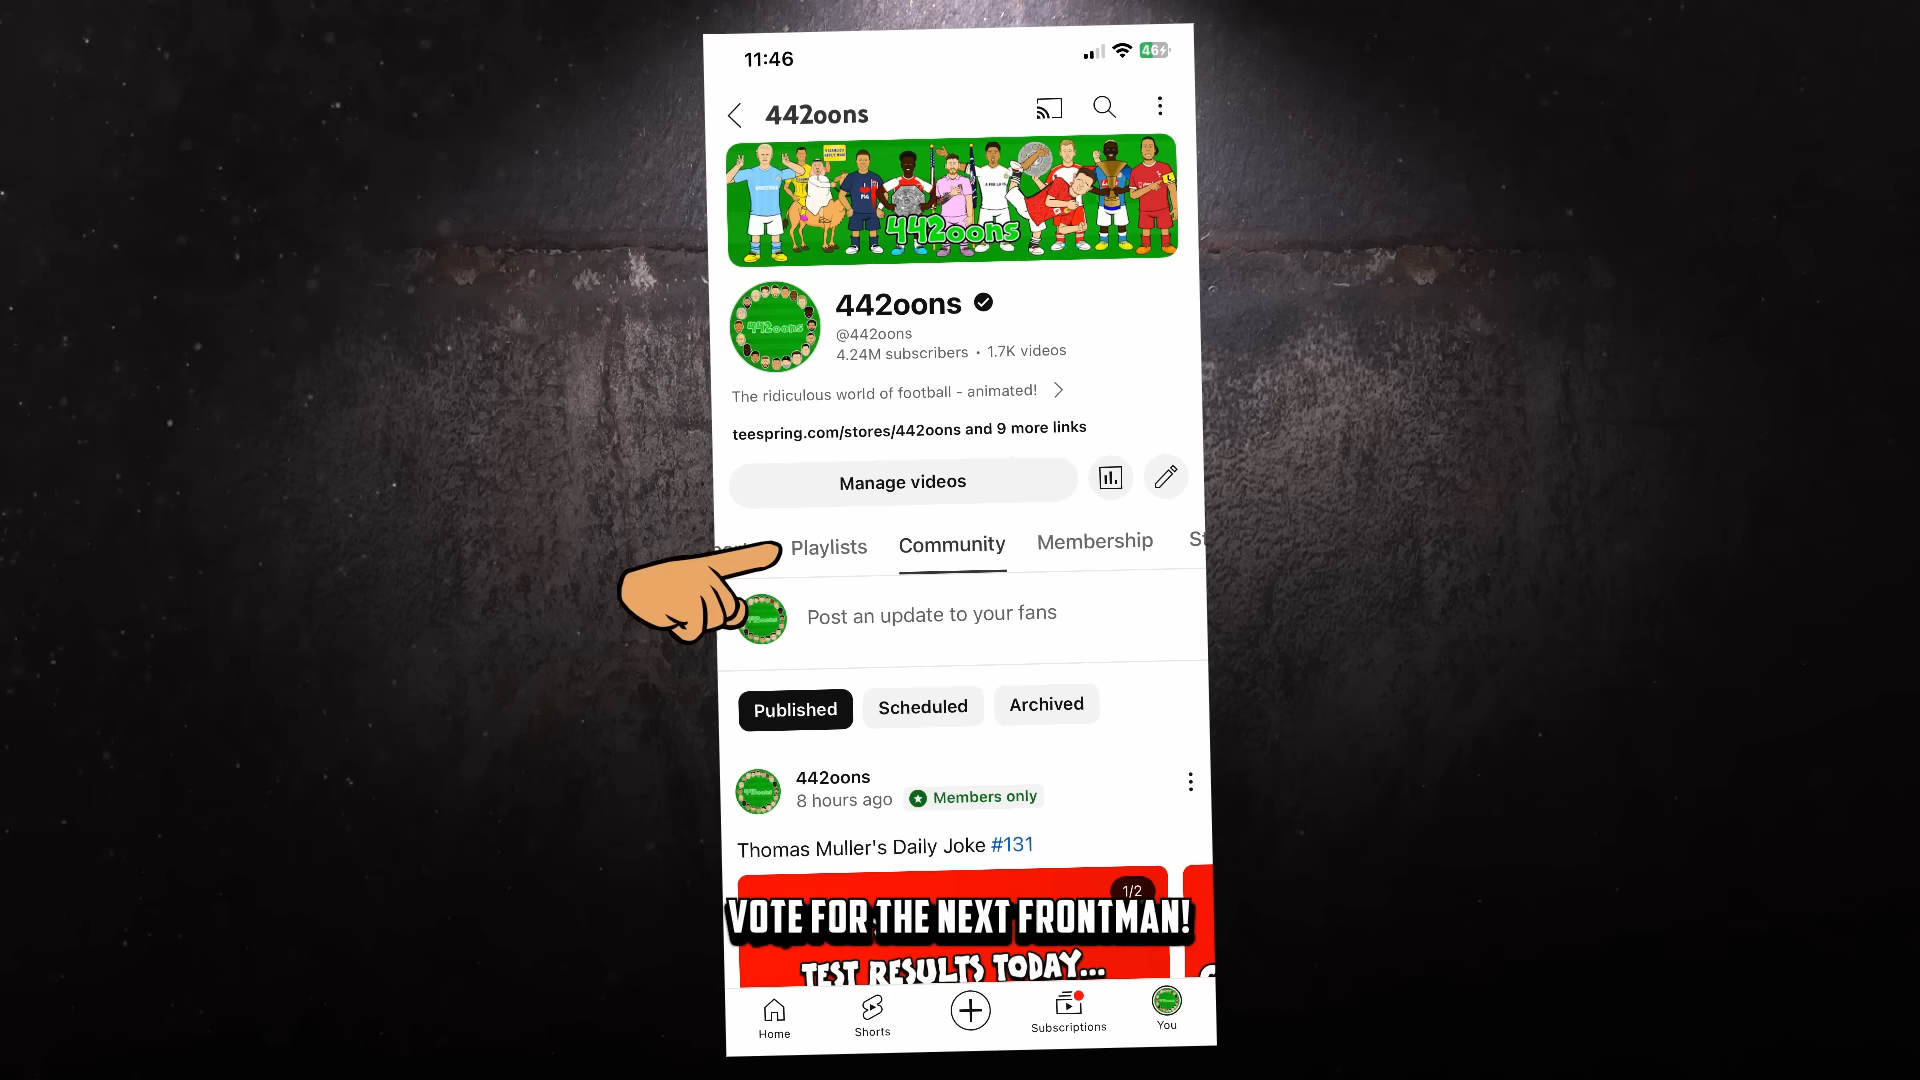 11:46
46
442oons
442oons
442oons
442oons
@442oons
4.24M subscribers • 1.7K videos
The ridiculous world of football - animated!
teespring.com/stores/442oons and 9 more links
Manage videos
Playlists Community Membership
Post an update to your fans
Published Scheduled Archived
442oons
8 hours ago Members only
Thomas Muller's Daily Joke #131
1/2
VOTE FOR THE NEXT FRONTMAN!
TEST RESULTS TODAY...
Home Shorts Subscriptions You